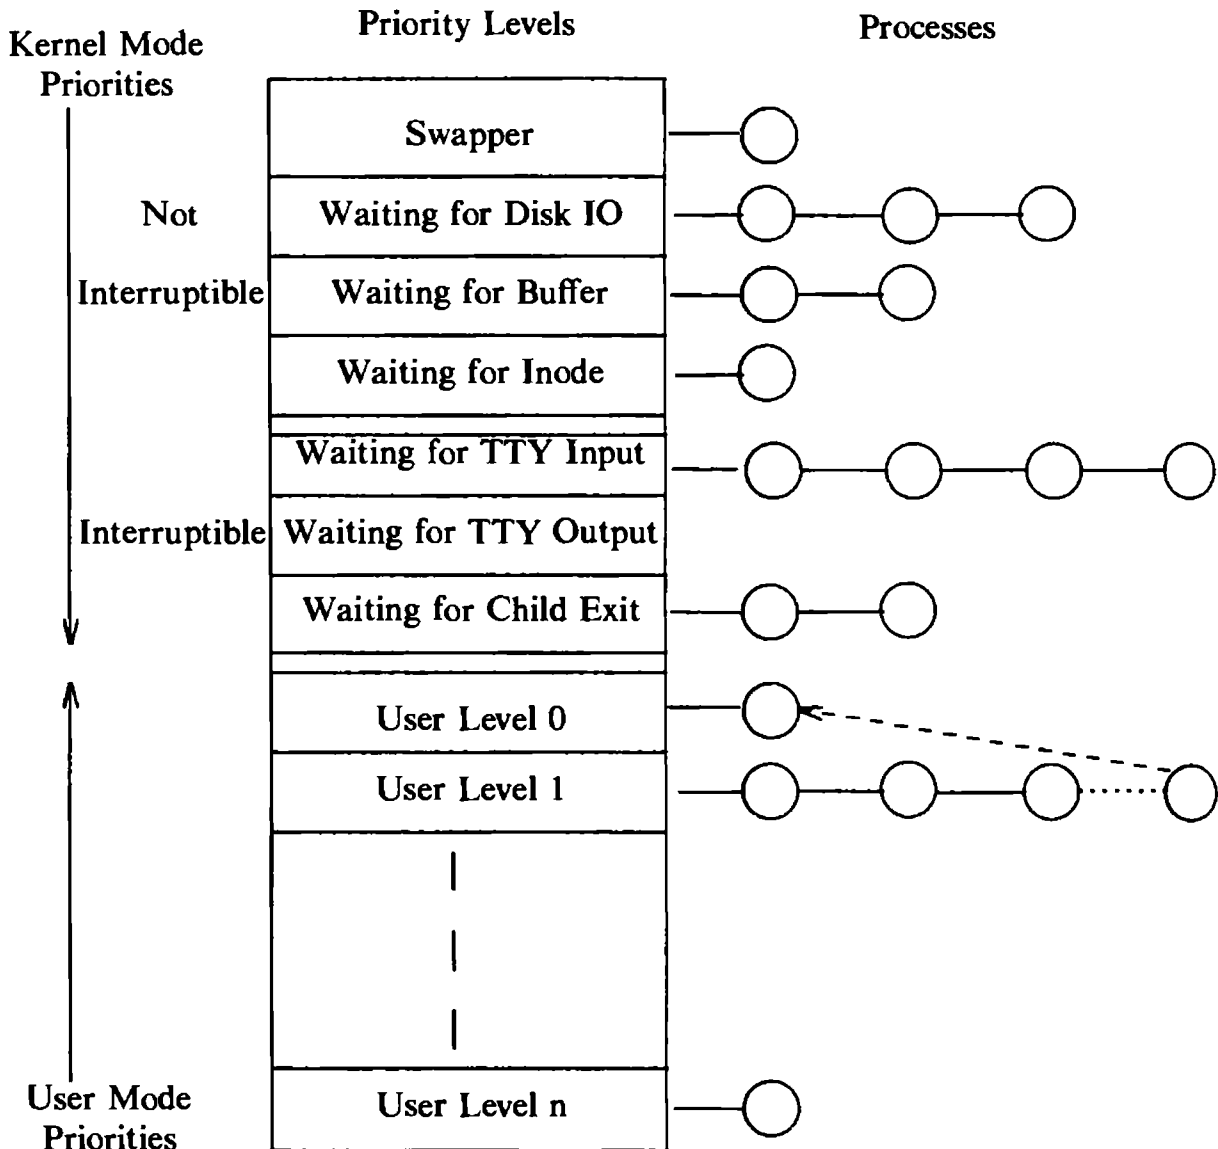 Kernel Mode
Priorities
Priority Levels
Processes
Swapper
Not
Waiting for Disk IO
Interruptible
Waiting for Buffer
Waiting for Inode
Waiting for TTY Input
Interruptible
Waiting for TTY Output
Waiting for Child Exit
User Level 0
User Level 1
User Level n
User Mode
Priorities